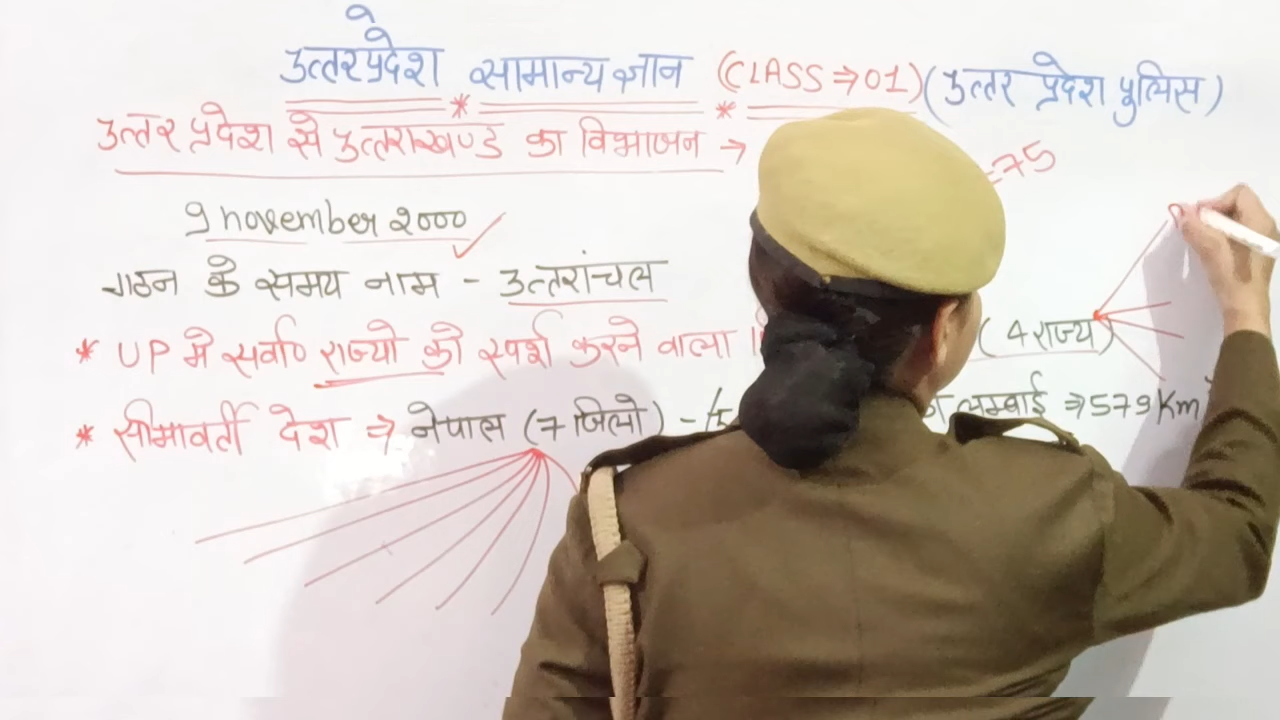 उत्तरप्रदेश सामान्य ज्ञान (CLASS ⇒ 01) (उत्तर प्रदेश पुलिस)
उत्तर प्रदेश से उत्तराखण्ड का विभाजन → =75
9 november 2000
गठन के समय नाम - उत्तरांचल
* UP मे सर्वा० राज्यो को स्पर्श करने वाला (4 राज्य)
* सीमावर्ती देश ⇒ नेपाल (7 जिलो) - लम्बाई ⇒ 579 Km